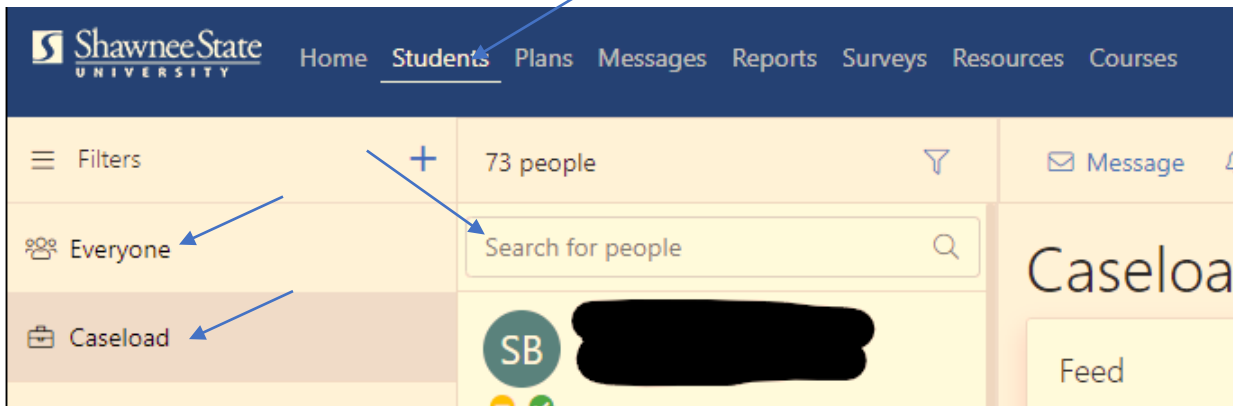 Shawnee State
UNIVERSITY
Home Students Plans Messages Reports Surveys Resources Courses
Filters
73 people
Message
Everyone
Search for people
Caseload
SB
Feed